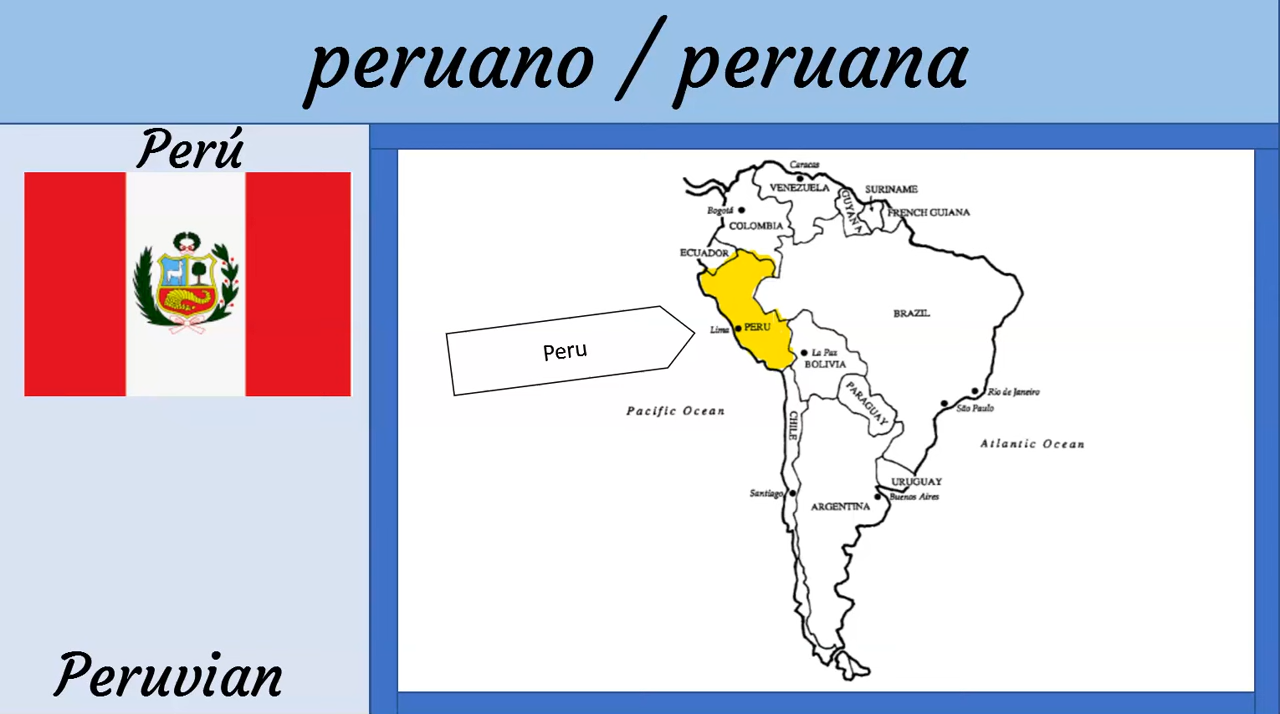 peruano / peruana
Perú
Peruvian
Peru
Caracas
VENEZUELA
SURINAME
GUYANA
FRENCH GUIANA
Bogotá
COLOMBIA
ECUADOR
BRAZIL
Lima
PERU
La Paz
BOLIVIA
PARAGUAY
Rio de Janeiro
São Paulo
Pacific Ocean
CHILE
Atlantic Ocean
URUGUAY
Santiago
Buenos Aires
ARGENTINA